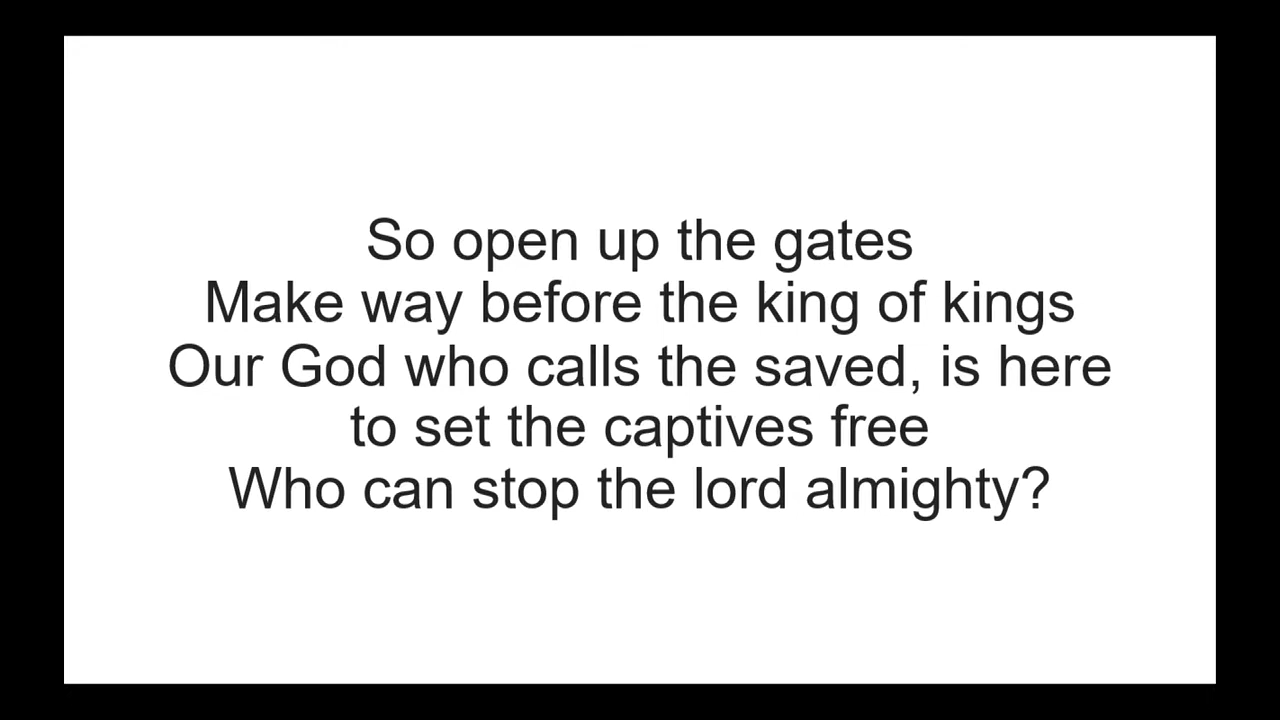 So open up the gates
Make way before the king of kings
Our God who calls the saved, is here
to set the captives free
Who can stop the lord almighty?